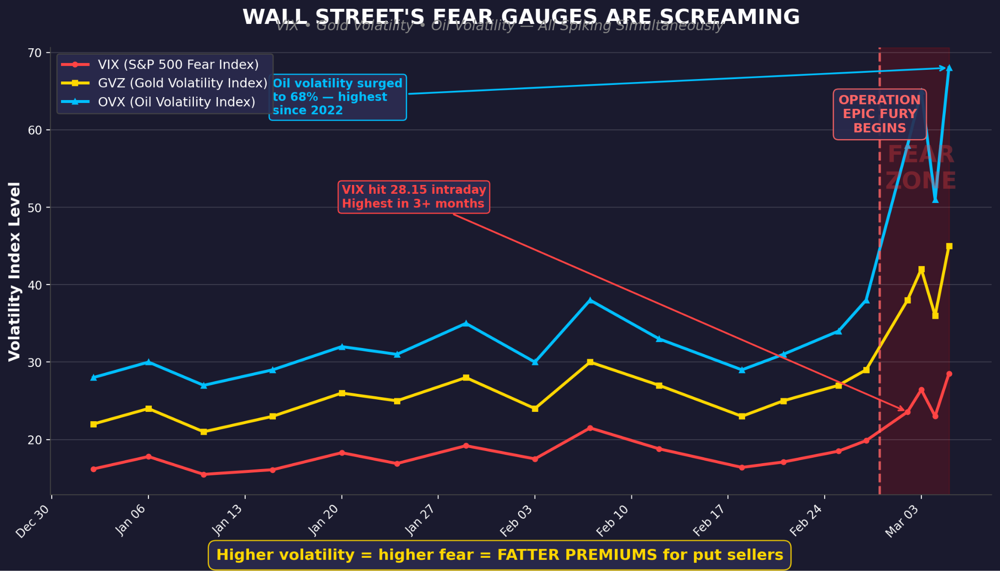 WALL STREET'S FEAR GAUGES ARE SCREAMING
VIX • Gold Volatility • Oil Volatility — All Spiking Simultaneously
Volatility Index Level
70
60
50
40
30
20
VIX (S&P 500 Fear Index)
GVZ (Gold Volatility Index)
OVX (Oil Volatility Index)
Oil volatility surged
to 68% — highest
since 2022
OPERATION
EPIC FURY
BEGINS
FEAR
ZONE
VIX hit 28.15 intraday
Highest in 3+ months
Dec 30
Jan 06
Jan 13
Jan 20
Jan 27
Feb 03
Feb 10
Feb 17
Feb 24
Mar 03
Higher volatility = higher fear = FATTER PREMIUMS for put sellers